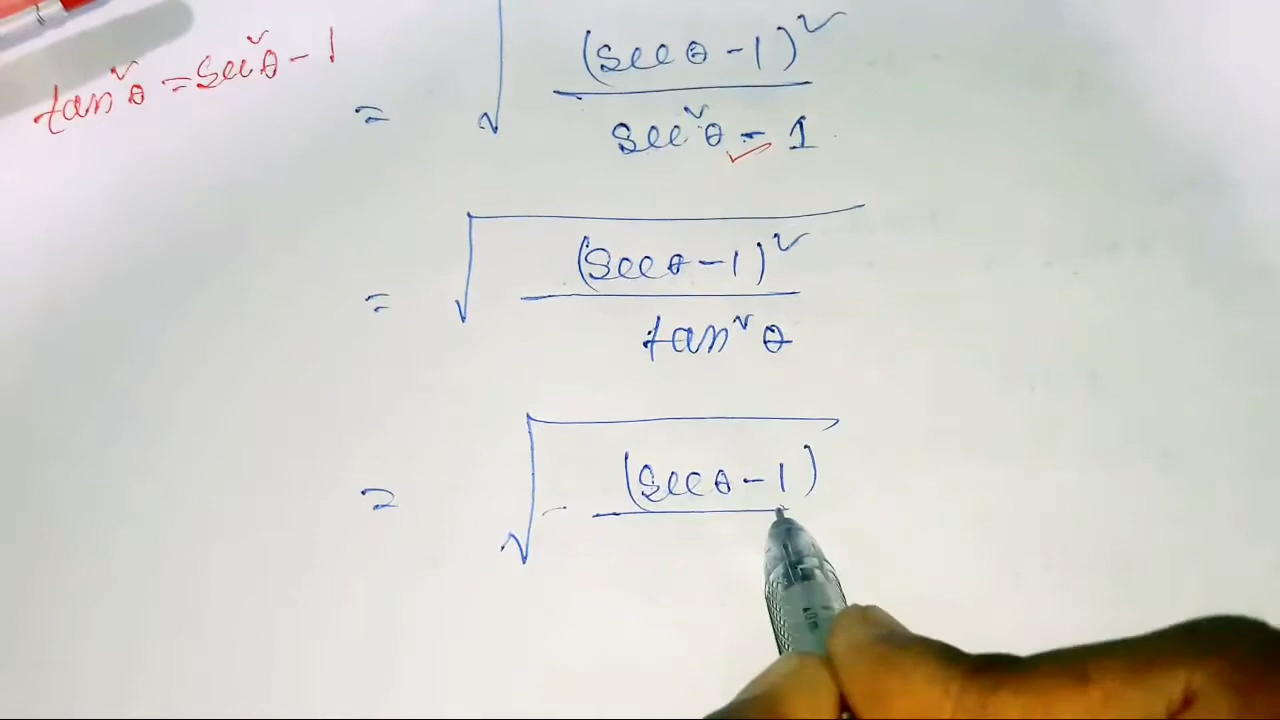 tan²θ = sec²θ - 1
= √ (secθ - 1)² / sec²θ - 1
= √ (secθ - 1)² / tan²θ
= √ (secθ - 1)